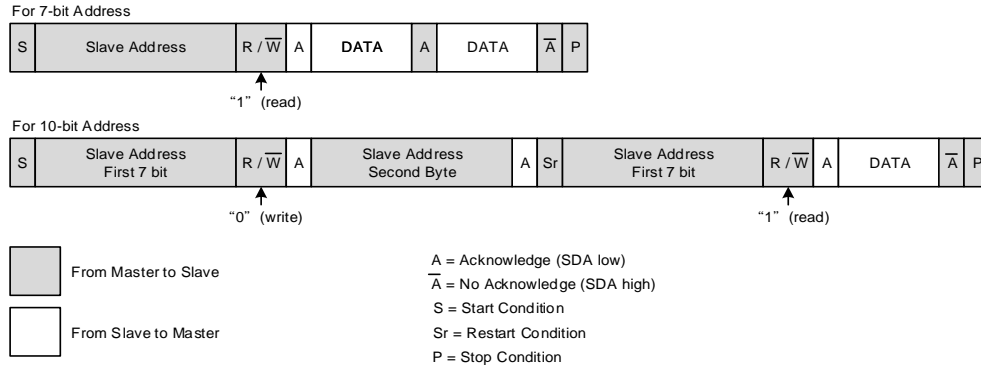 For 7-bit Address
S Slave Address R / W̅ A DATA A DATA A̅ P
“1” (read)
For 10-bit Address
S Slave Address First 7 bit R / W̅ A Slave Address Second Byte A Sr Slave Address First 7 bit R / W̅ A DATA A̅ P
“0” (write) “1” (read)
From Master to Slave
From Slave to Master
A = Acknowledge (SDA low)
A̅ = No Acknowledge (SDA high)
S = Start Condition
Sr = Restart Condition
P = Stop Condition